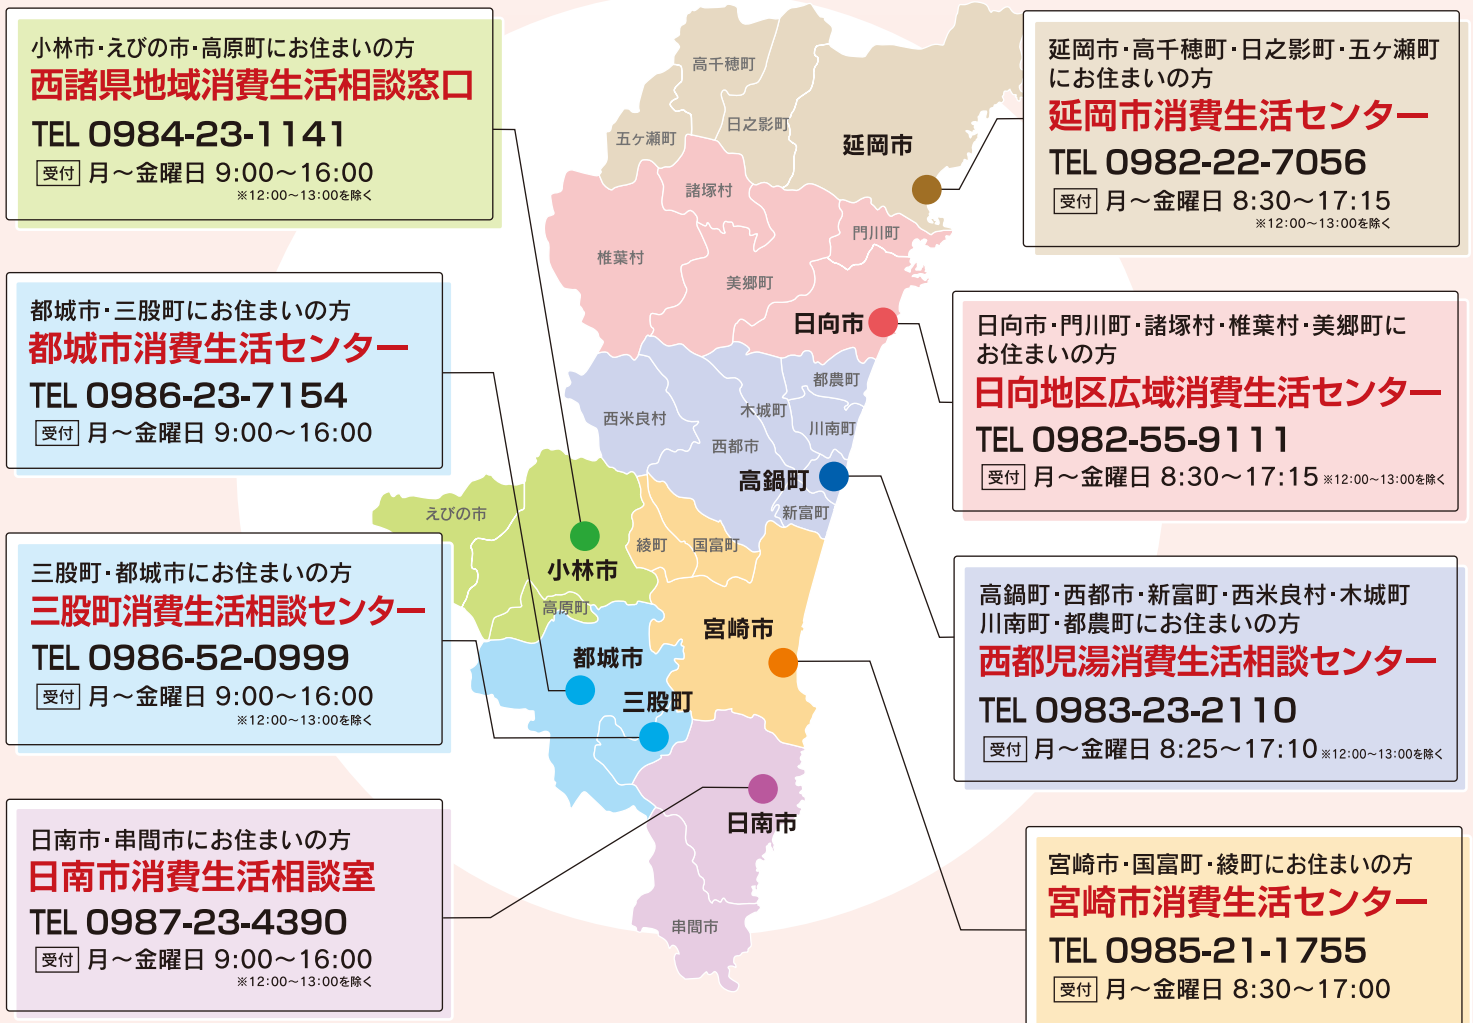 小林市・えびの市・高原町にお住まいの方
西諸県地域消費生活相談窓口
TEL 0984-23-1141
受付 月～金曜日 9:00～16:00
※12:00～13:00を除く
都城市・三股町にお住まいの方
都城市消費生活センター
TEL 0986-23-7154
受付 月～金曜日 9:00～16:00
三股町・都城市にお住まいの方
三股町消費生活相談センター
TEL 0986-52-0999
受付 月～金曜日 9:00～16:00
※12:00～13:00を除く
日南市・串間市にお住まいの方
日南市消費生活相談室
TEL 0987-23-4390
受付 月～金曜日 9:00～16:00
※12:00～13:00を除く
高千穂町
日之影町
五ヶ瀬町
延岡市
諸塚村
門川町
椎葉村
美郷町
日向市
都農町
木城町
西米良村
川南町
西都市
高鍋町
えびの市
新富町
綾町
国富町
小林市
高原町
宮崎市
都城市
三股町
日南市
串間市
延岡市・高千穂町・日之影町・五ヶ瀬町
にお住まいの方
延岡市消費生活センター
TEL 0982-22-7056
受付 月～金曜日 8:30～17:15
※12:00～13:00を除く
日向市・門川町・諸塚村・椎葉村・美郷町に
お住まいの方
日向地区広域消費生活センター
TEL 0982-55-9111
受付 月～金曜日 8:30～17:15 ※12:00～13:00を除く
高鍋町・西都市・新富町・西米良村・木城町
川南町・都農町にお住まいの方
西都児湯消費生活相談センター
TEL 0983-23-2110
受付 月～金曜日 8:25～17:10 ※12:00～13:00を除く
宮崎市・国富町・綾町にお住まいの方
宮崎市消費生活センター
TEL 0985-21-1755
受付 月～金曜日 8:30～17:00